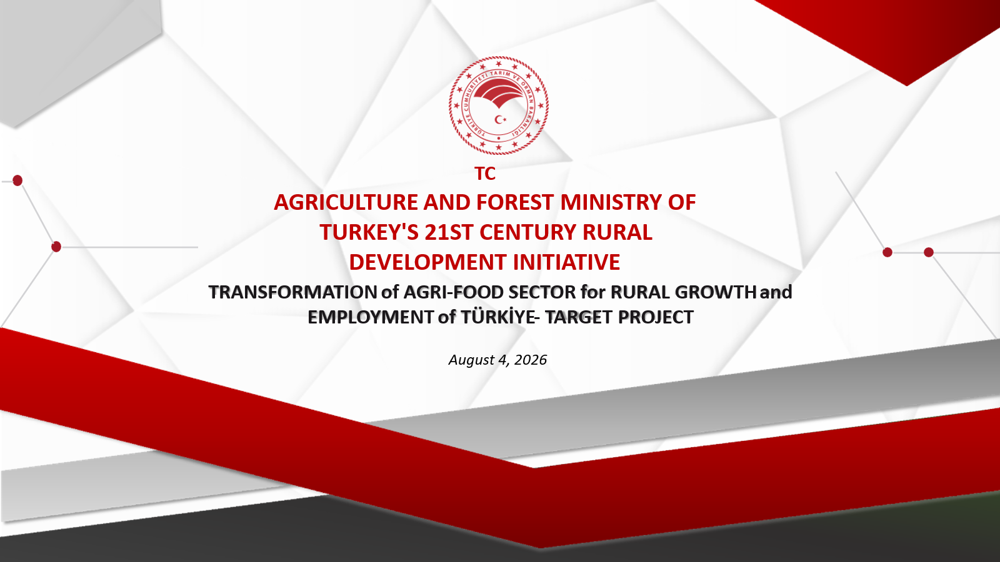 TÜRKİYE CUMHURİYETİ TARIM VE ORMAN BAKANLIĞI
TC
AGRICULTURE AND FOREST MINISTRY OF
TURKEY'S 21ST CENTURY RURAL
DEVELOPMENT INITIATIVE
TRANSFORMATION of AGRI-FOOD SECTOR for RURAL GROWTH and
EMPLOYMENT of TÜRKİYE- TARGET PROJECT
August 4, 2026